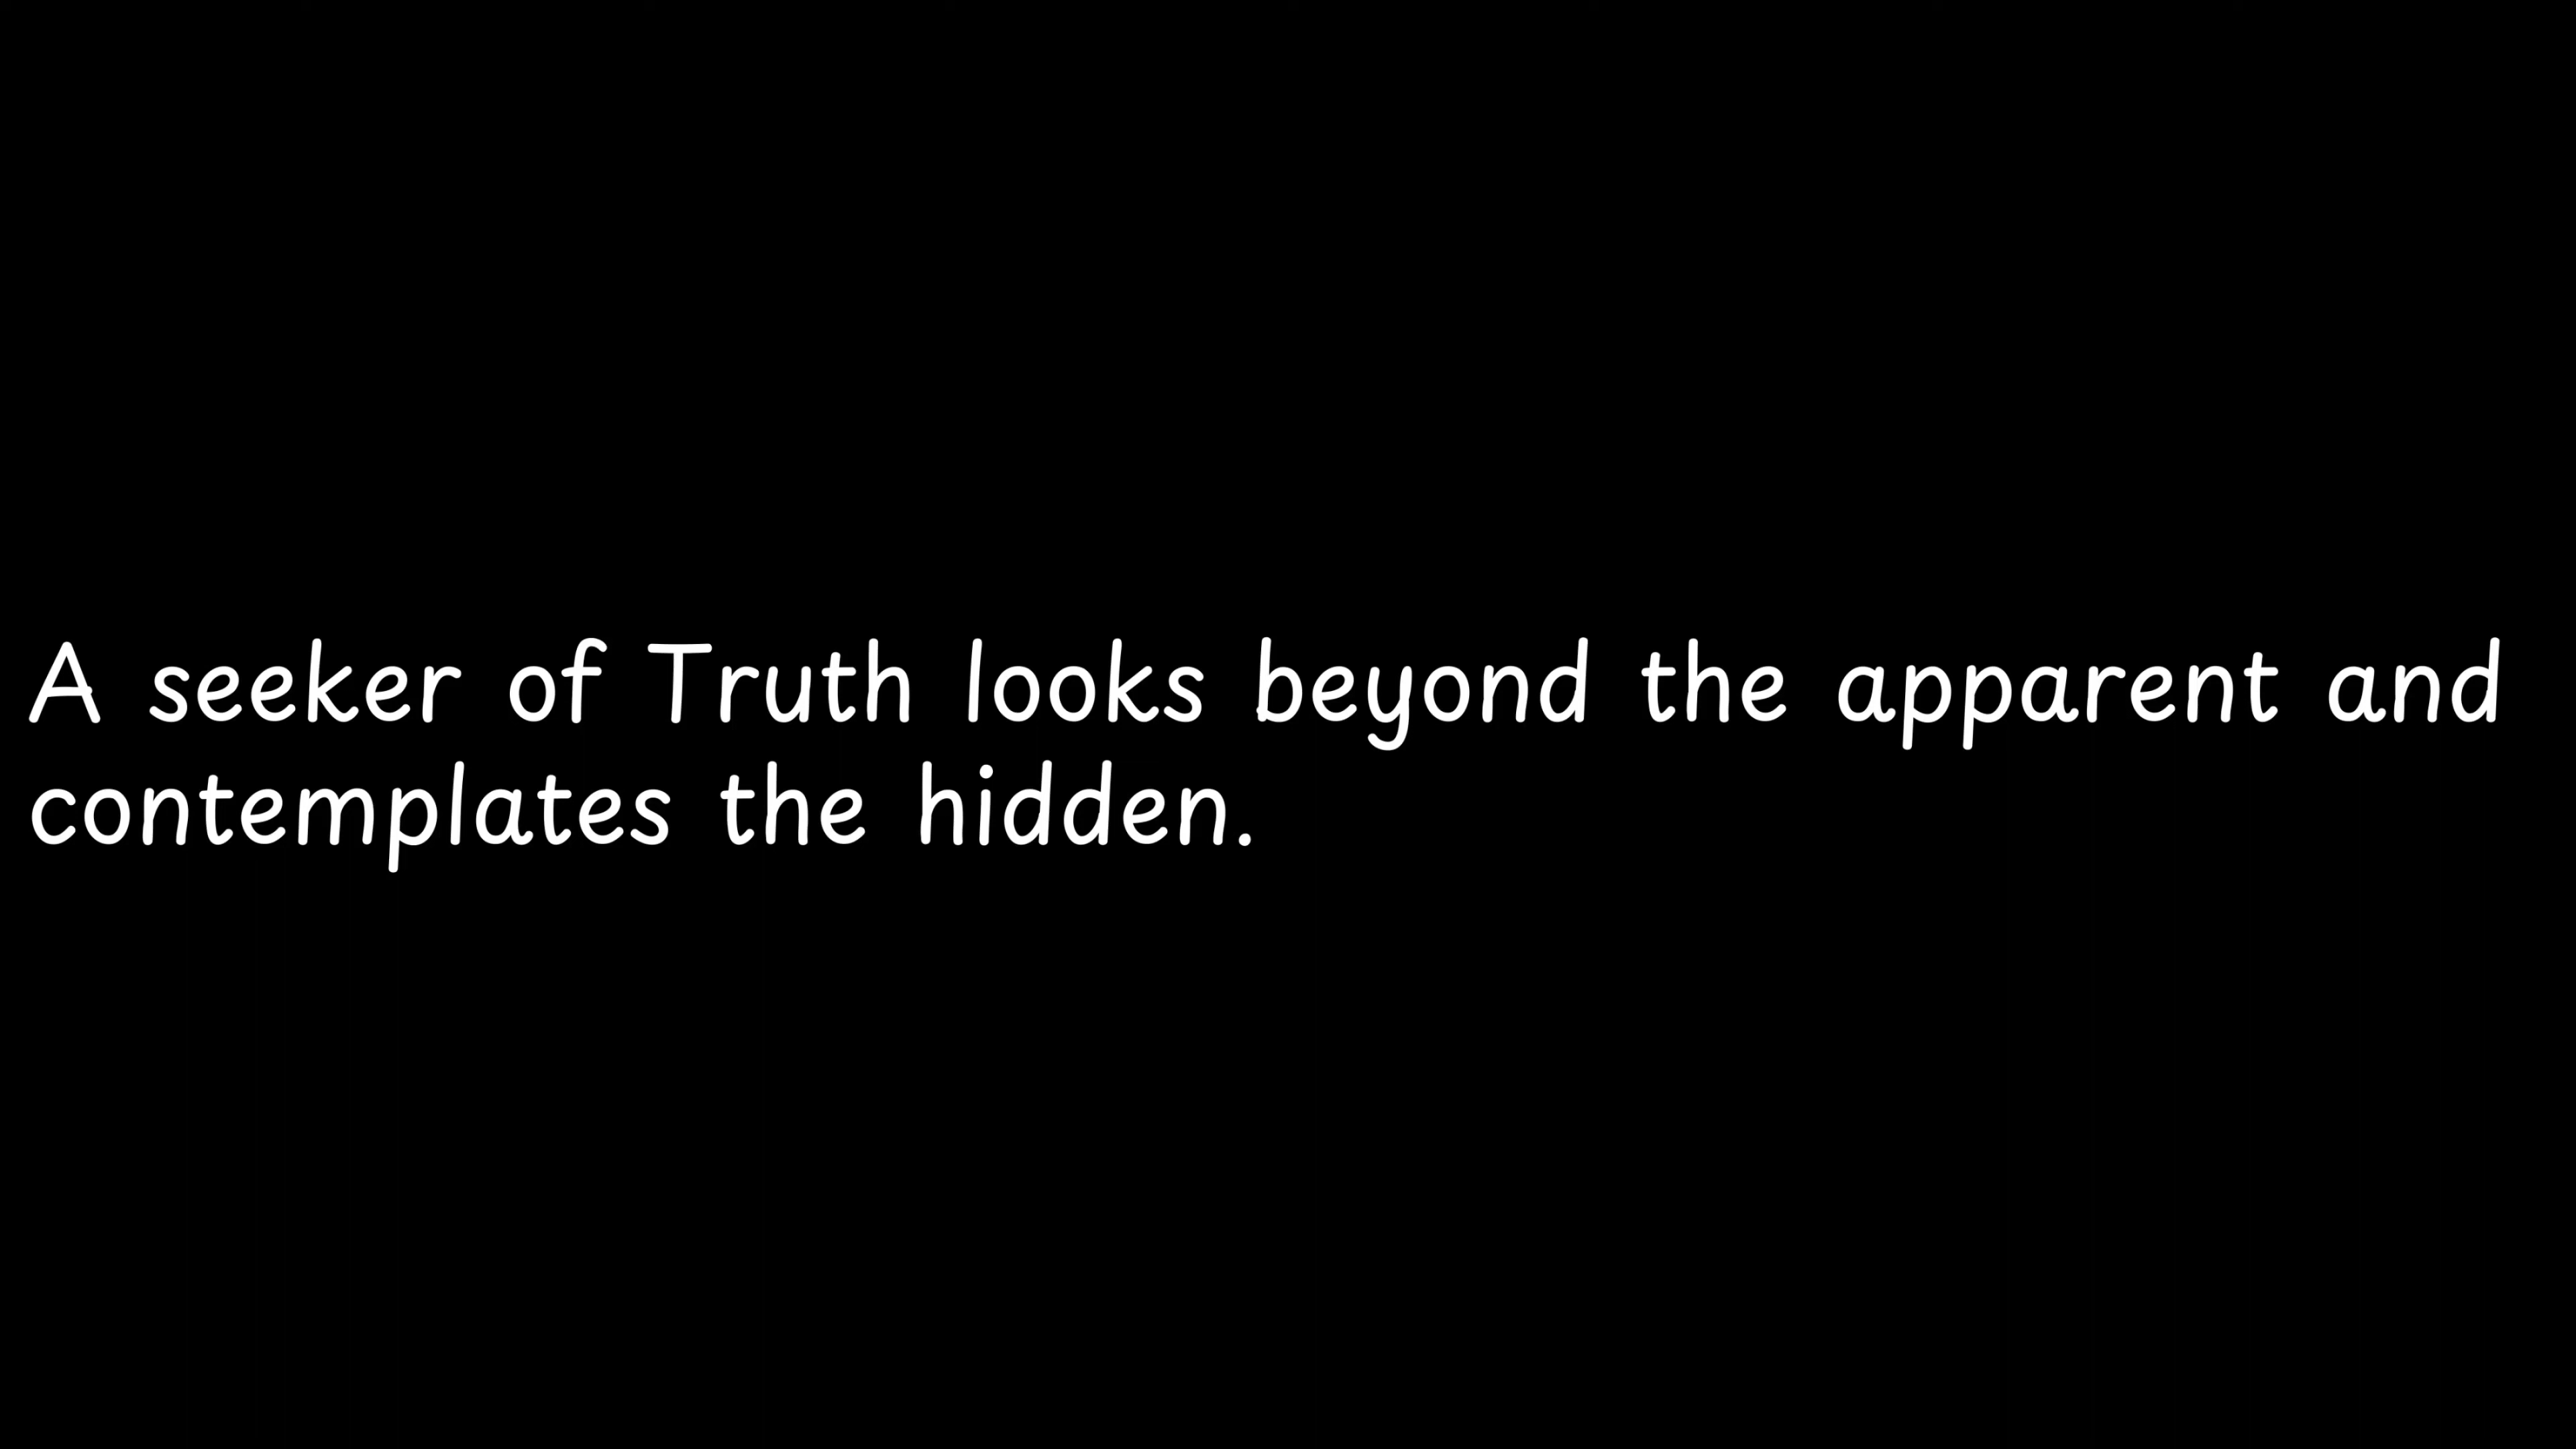 A seeker of Truth looks beyond the apparent and
contemplates the hidden.